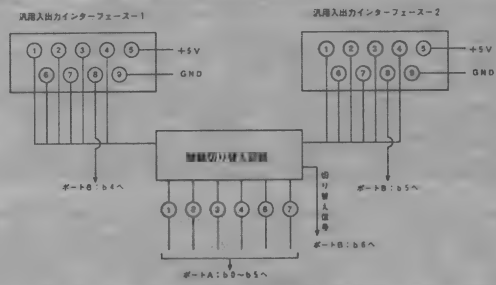 汎用入出力インターフェース-1
汎用入出力インターフェース-2
1 2 3 4 5
+5V
6 7 8 9
GND
1 2 3 4 5
+5V
6 7 8 9
GND
切り替え信号
ポートB:b4へ
ポートB:b5へ
1 2 3 4 6 7
ポートB:b6へ
ポートA:b0~b5へ